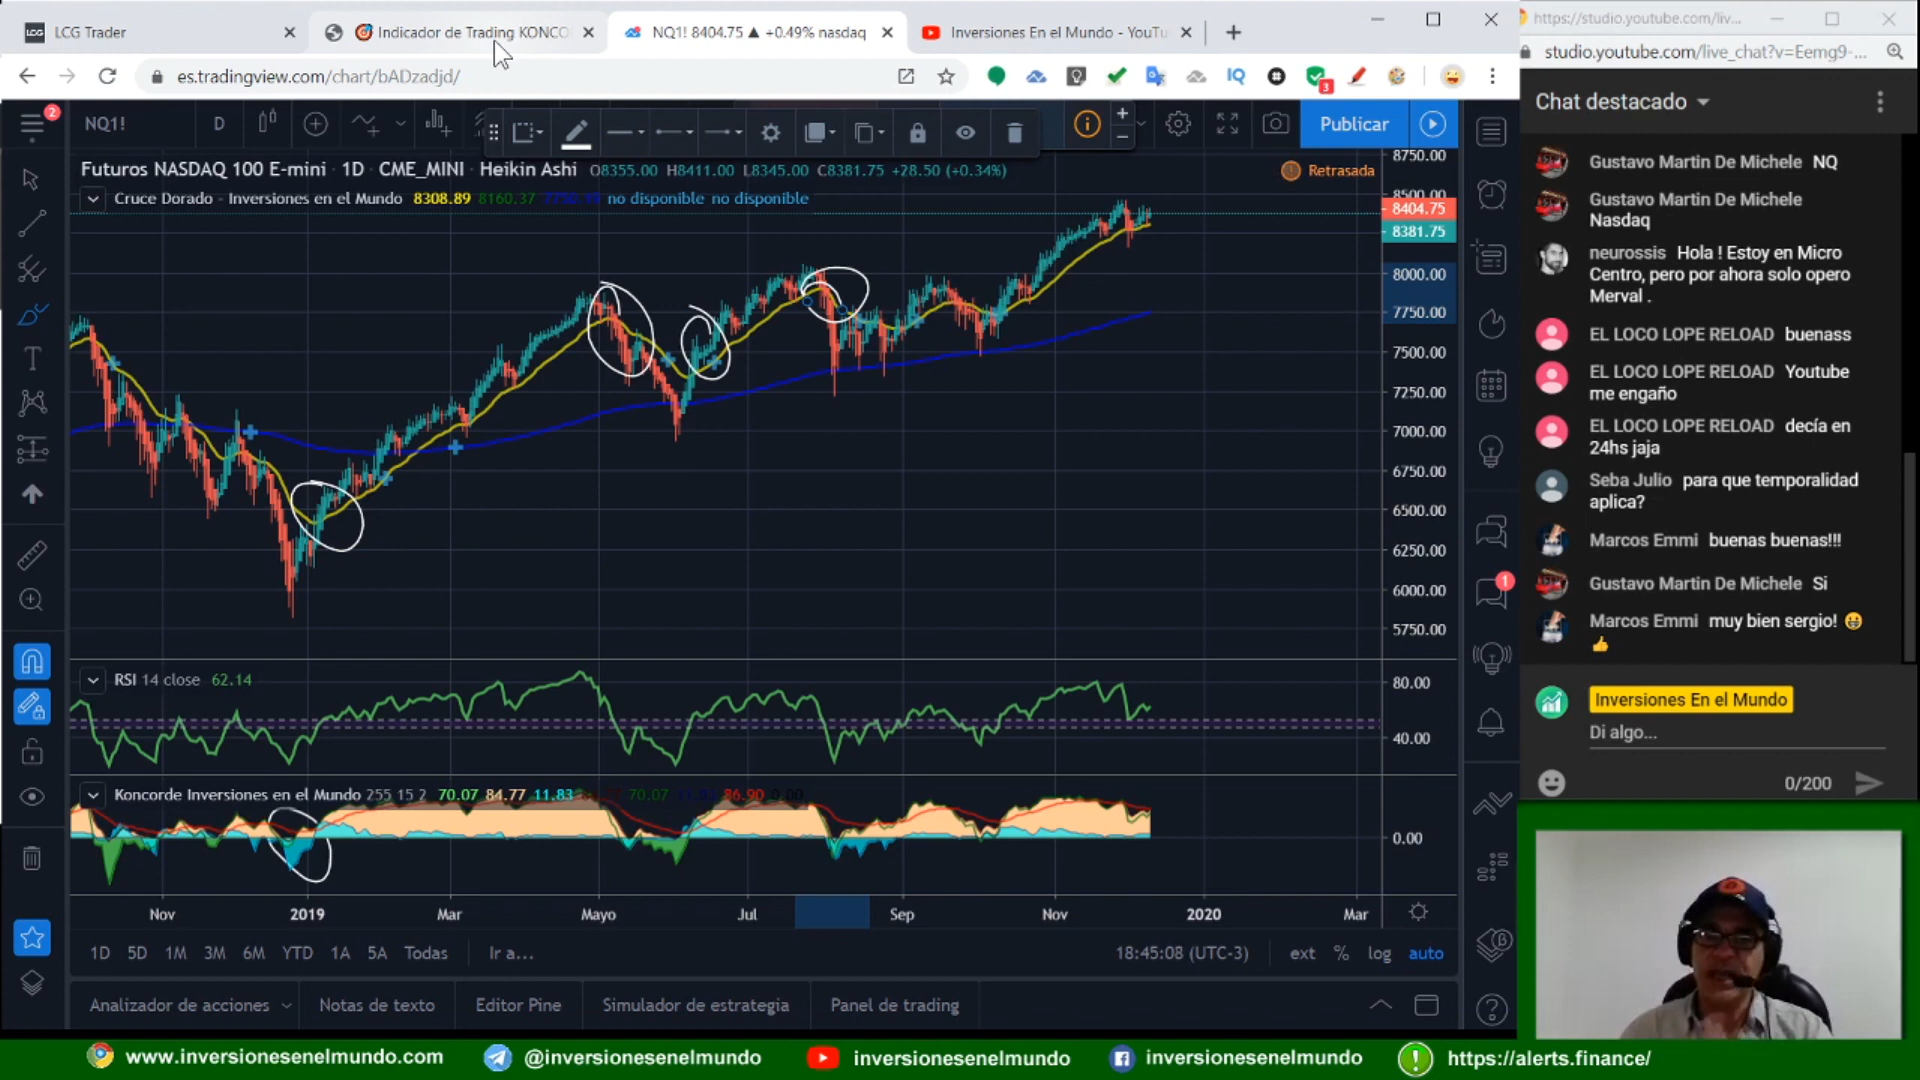 LCG Trader
Indicador de Trading KONCO
NQ1! 8404.75 ▲ +0.49% nasdaq
Inversiones En el Mundo - YouTu
es.tradingview.com/chart/bADzadjd/
https://studio.youtube.com/liv...
studio.youtube.com/live_chat?v=Eemg9-...
NQ1!
D
Publicar
Futuros NASDAQ 100 E-mini · 1D · CME_MINI · Heikin Ashi O8355.00 H8411.00 L8345.00 C8381.75 +28.50 (+0.34%)
Retrasada
Cruce Dorado - Inversiones en el Mundo 8308.89 8160.37 no disponible no disponible
8750.00
8500.00
8404.75
8381.75
8000.00
7750.00
7500.00
7250.00
7000.00
6750.00
6500.00
6250.00
6000.00
5750.00
RSI 14 close 62.14
80.00
40.00
Koncorde Inversiones en el Mundo 255 15 2 70.07 84.77 11.83 70.07 11.83 86.90 0.00
0.00
Nov 2019 Mar Mayo Jul Sep Nov 2020 Mar
1D 5D 1M 3M 6M YTD 1A 5A Todas Ir a...
18:45:08 (UTC-3) ext % log auto
Analizador de acciones Notas de texto Editor Pine Simulador de estrategia Panel de trading
Chat destacado
Gustavo Martin De Michele NQ
Gustavo Martin De Michele
Nasdaq
neurossis Hola ! Estoy en Micro
Centro, pero por ahora solo opero
Merval .
EL LOCO LOPE RELOAD buenass
EL LOCO LOPE RELOAD Youtube
me engaño
EL LOCO LOPE RELOAD decía en
24hs jaja
Seba Julio para que temporalidad
aplica?
Marcos Emmi buenas buenas!!!
Gustavo Martin De Michele Si
Marcos Emmi muy bien sergio! 😀
👍
Inversiones En el Mundo
Di algo...
0/200
www.inversionesenelmundo.com
@inversionesenelmundo
inversionesenelmundo
inversionesenelmundo
https://alerts.finance/